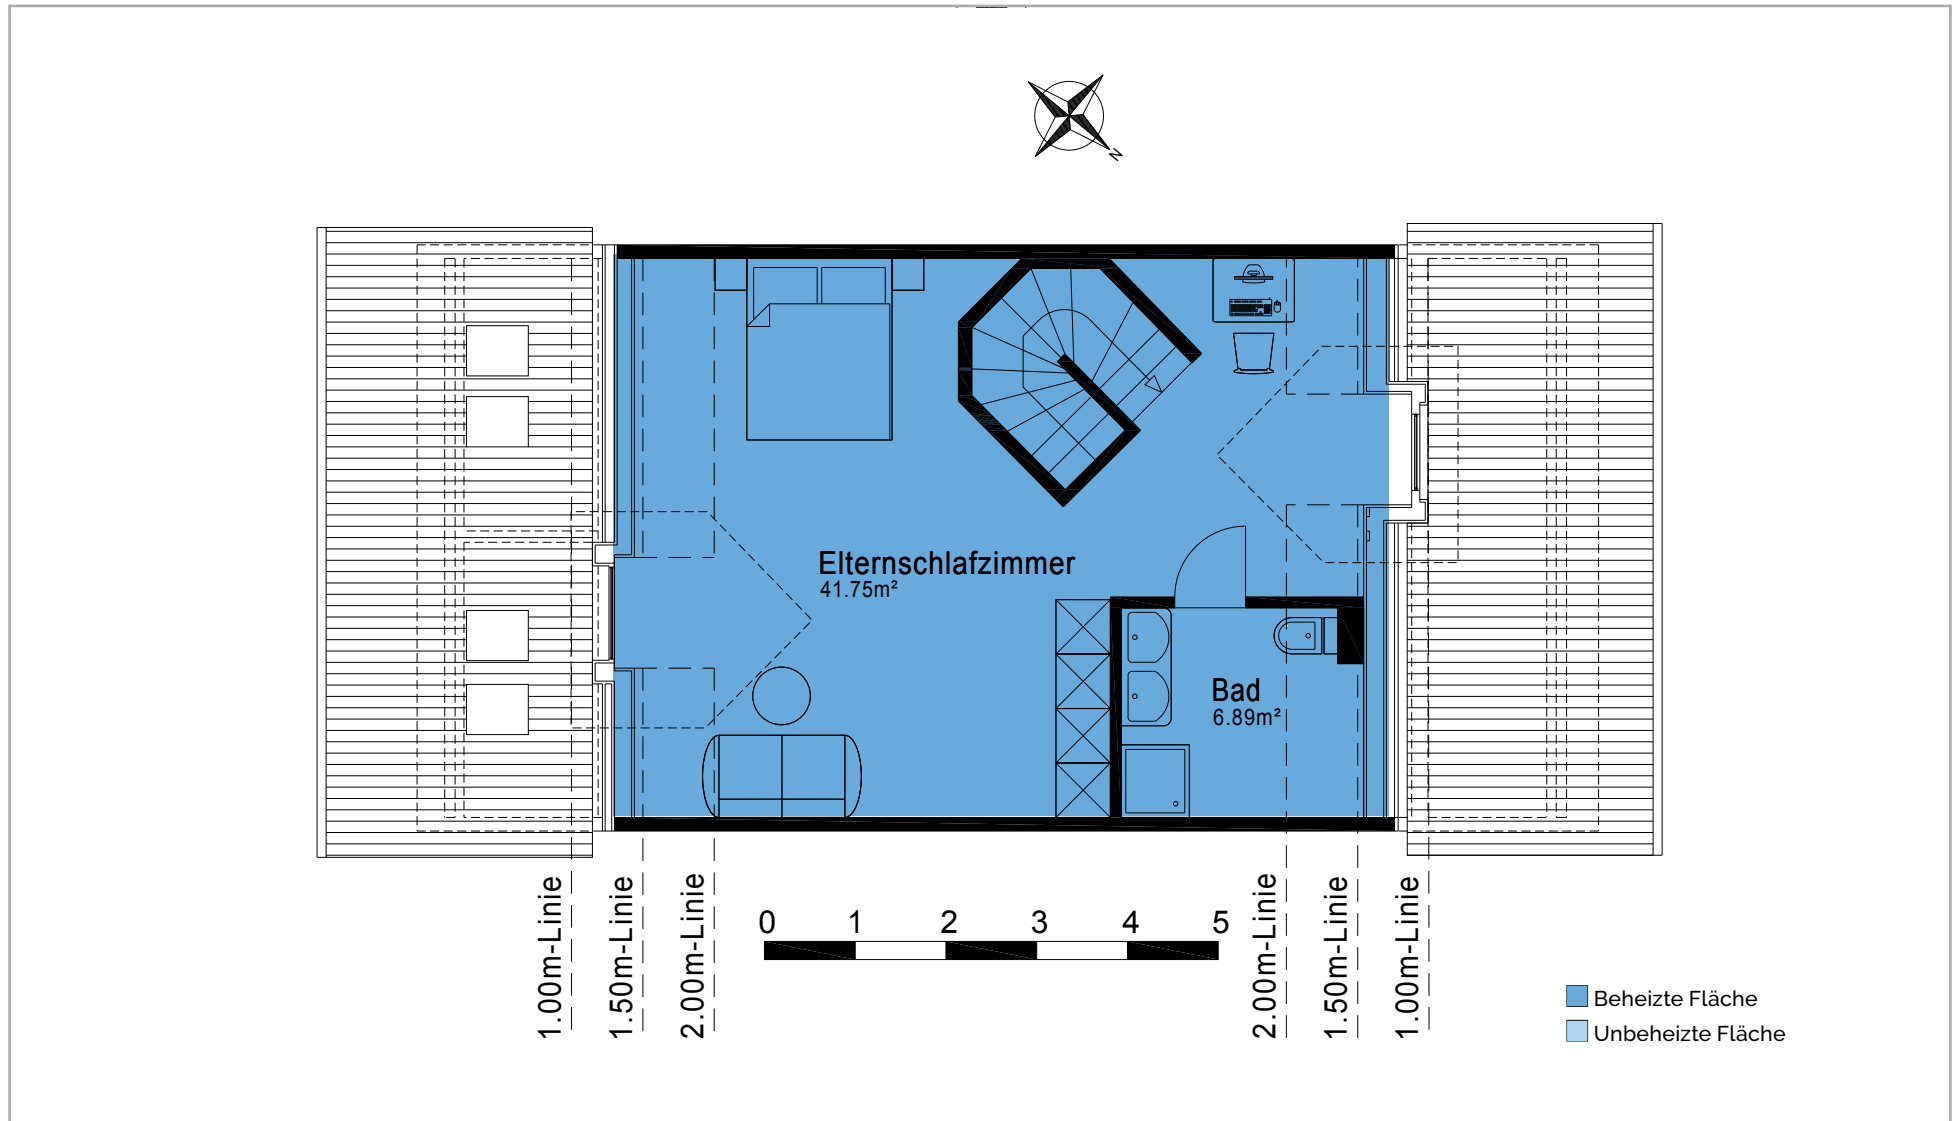 N
Elternschlafzimmer
41.75m²
Bad
6.89m²
1.00m-Linie
1.50m-Linie
2.00m-Linie
0 1 2 3 4 5
2.00m-Linie
1.50m-Linie
1.00m-Linie
Beheizte Fläche
Unbeheizte Fläche